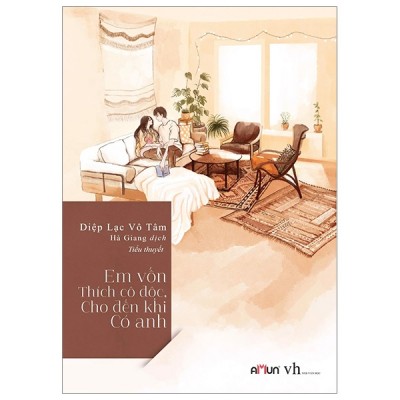 Diệp Lạc Vô Tâm
Hà Giang dịch
Tiểu thuyết
Em vốn
Thích cô độc,
Cho đến khi
Có anh
AMUN
vh